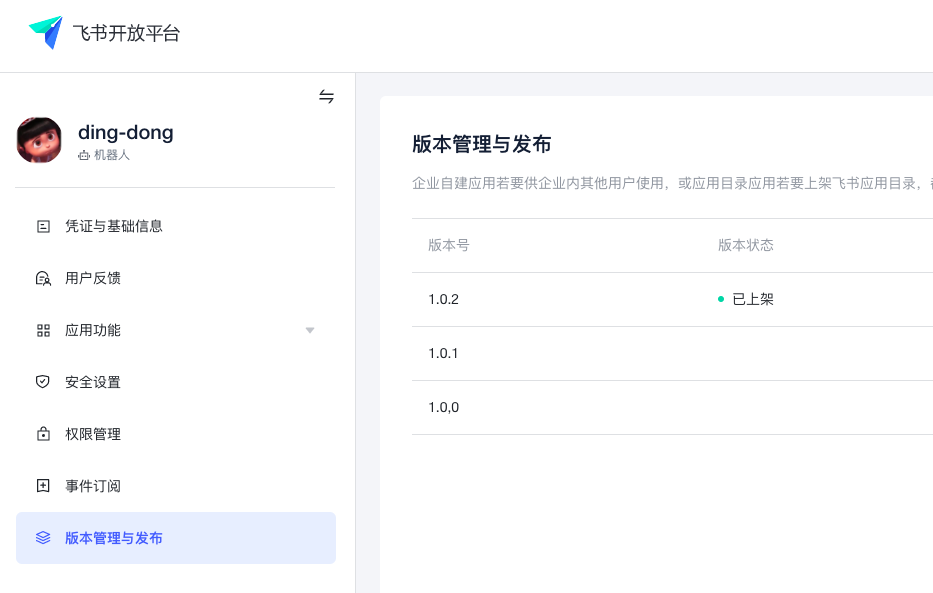 飞书开放平台
ding-dong
机器人
凭证与基础信息
用户反馈
应用功能
安全设置
权限管理
事件订阅
版本管理与发布
版本管理与发布
企业自建应用若要供企业内其他用户使用，或应用目录应用若要上架飞书应用目录，
版本号 版本状态
1.0.2 已上架
1.0.1
1.0,0